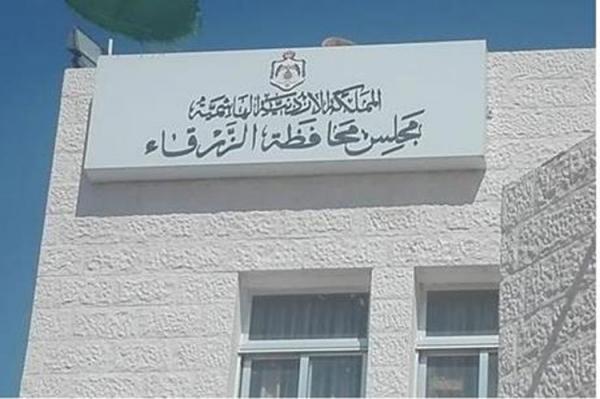 المملكة الأردنية الهاشمية
مجلس محافظة الزرقاء